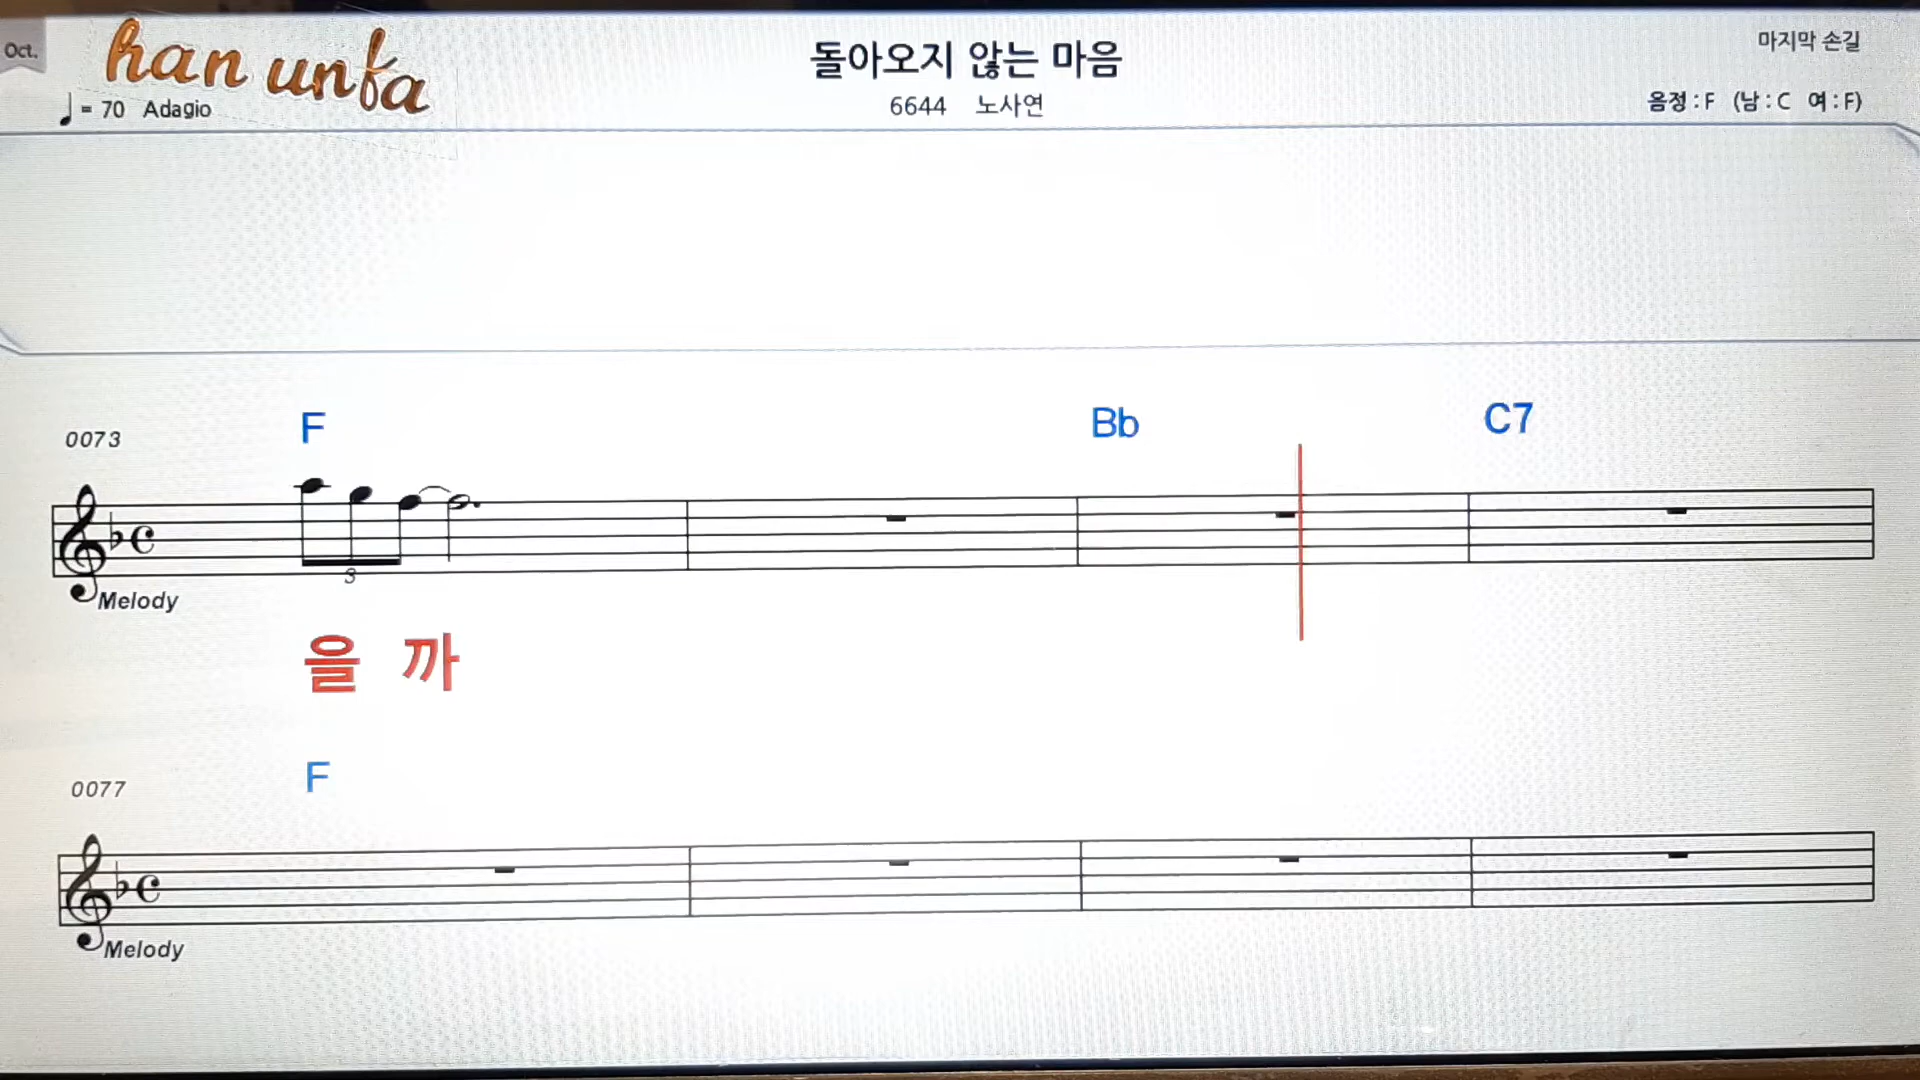 Oct.
han unfa
돌아오지 않는 마음
마지막 손길
= 70 Adagio
6644 노사연
음정 : F (남 : C 여 : F)
0073 F Bb C7
3
Melody
을 까
0077 F
Melody